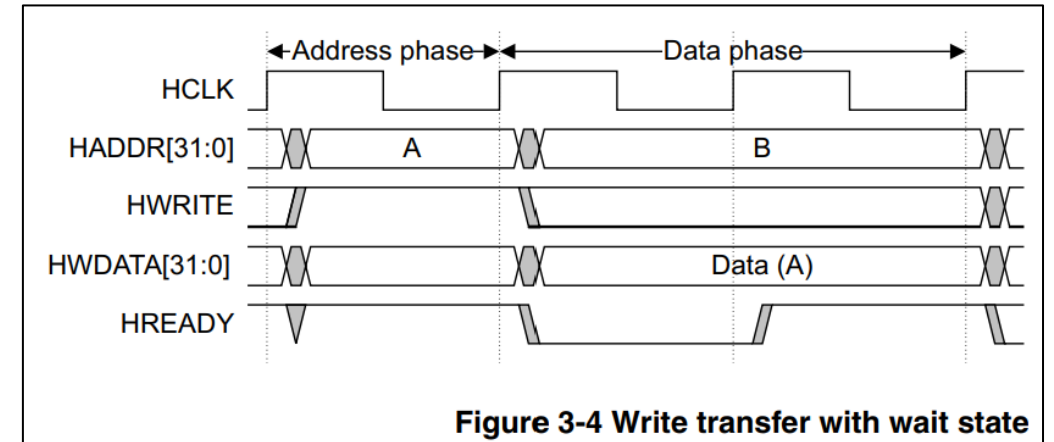 Address phase Data phase
HCLK
HADDR[31:0] A B
HWRITE
HWDATA[31:0] Data (A)
HREADY
Figure 3-4 Write transfer with wait state